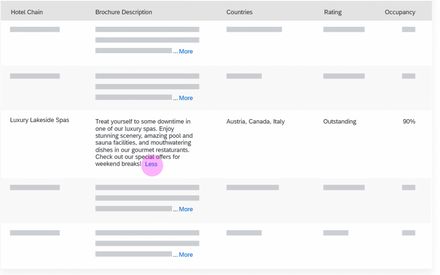 Hotel Chain Brochure Description Countries Rating Occupancy
... More
... More
Luxury Lakeside Spas Treat yourself to some downtime in Austria, Canada, Italy Outstanding 90%
one of our luxury spas. Enjoy
stunning scenery, amazing pool and
sauna facilities, and mouthwatering
dishes in our gourmet restaturants.
Check out our special offers for
weekend breaks! Less
... More
... More